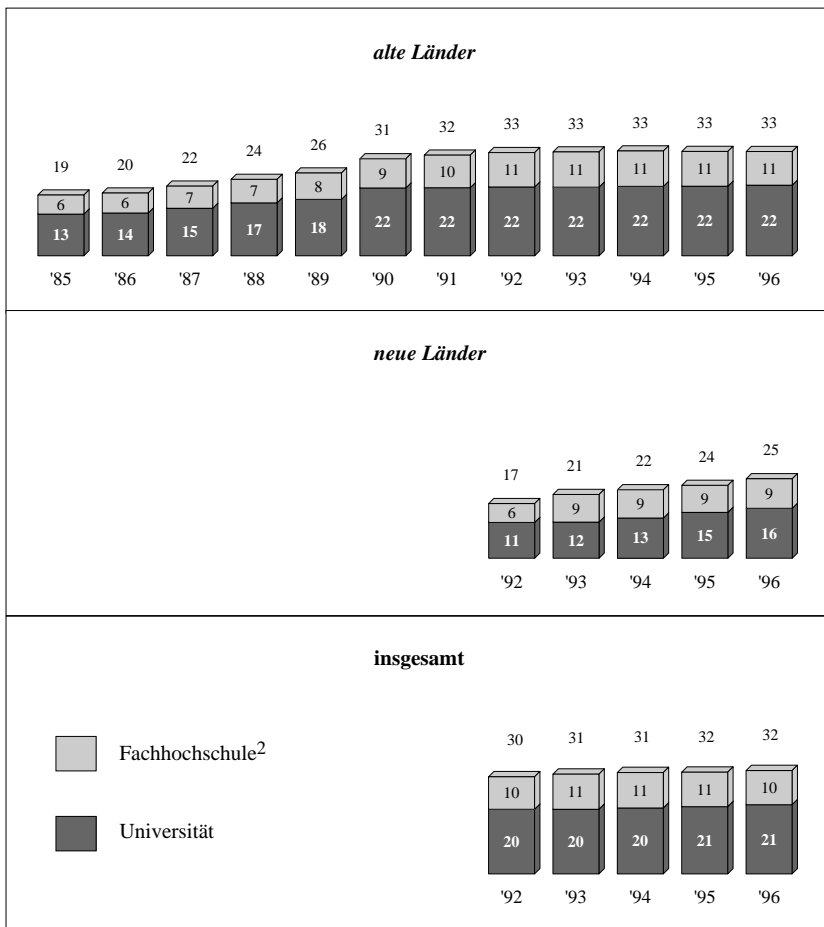 alte Länder
19 20 22 24 26 31 32 33 33 33 33 33
6 6 7 7 8 9 10 11 11 11 11 11
13 14 15 17 18 22 22 22 22 22 22 22
'85 '86 '87 '88 '89 '90 '91 '92 '93 '94 '95 '96
neue Länder
17 21 22 24 25
6 9 9 9 9
11 12 13 15 16
'92 '93 '94 '95 '96
insgesamt
30 31 31 32 32
Fachhochschule2
10 11 11 11 10
Universität
20 20 20 21 21
'92 '93 '94 '95 '96